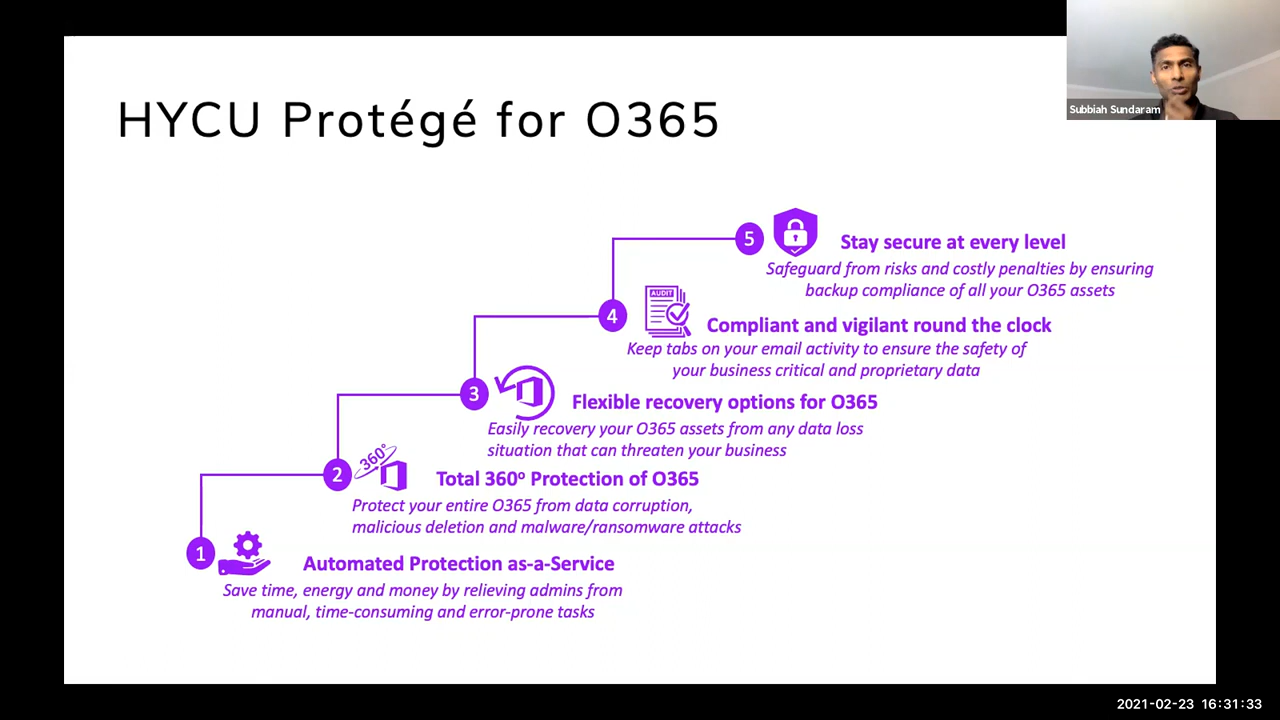 HYCU Protégé for O365
Subbiah Sundaram
5
Stay secure at every level
Safeguard from risks and costly penalties by ensuring
backup compliance of all your O365 assets
4
AUDIT
Compliant and vigilant round the clock
Keep tabs on your email activity to ensure the safety of
your business critical and proprietary data
3
Flexible recovery options for O365
Easily recovery your O365 assets from any data loss
situation that can threaten your business
2
360°
Total 360º Protection of O365
Protect your entire O365 from data corruption,
malicious deletion and malware/ransomware attacks
1
Automated Protection as-a-Service
Save time, energy and money by relieving admins from
manual, time-consuming and error-prone tasks
2021-02-23 16:31:33